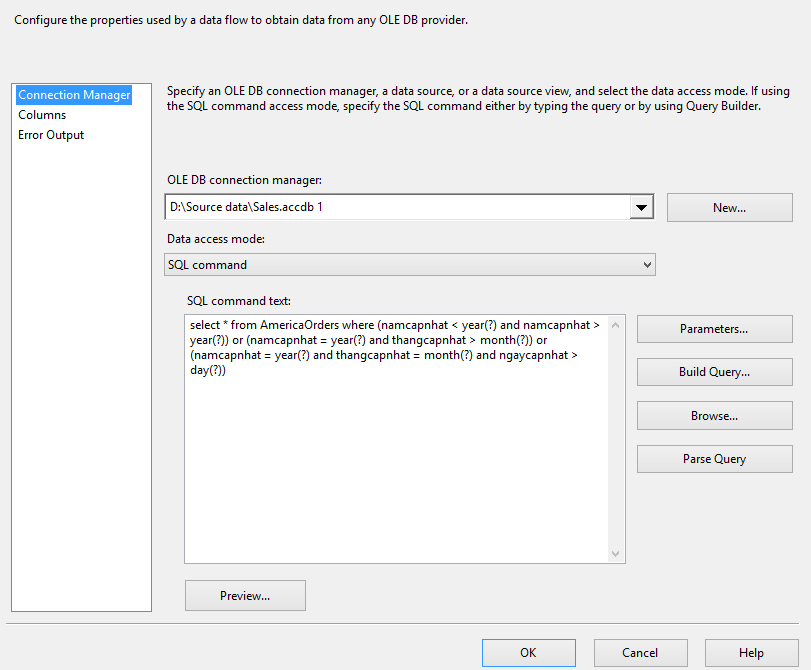 Configure the properties used by a data flow to obtain data from any OLE DB provider.
Connection Manager
Columns
Error Output
Specify an OLE DB connection manager, a data source, or a data source view, and select the data access mode. If using
the SQL command access mode, specify the SQL command either by typing the query or by using Query Builder.
OLE DB connection manager:
D:\Source data\Sales.accdb 1
New...
Data access mode:
SQL command
SQL command text:
select * from AmericaOrders where (namcapnhat < year(?) and namcapnhat >
year(?)) or (namcapnhat = year(?) and thangcapnhat > month(?)) or
(namcapnhat = year(?) and thangcapnhat = month(?) and ngaycapnhat >
day(?))
Parameters...
Build Query...
Browse...
Parse Query
Preview...
OK
Cancel
Help